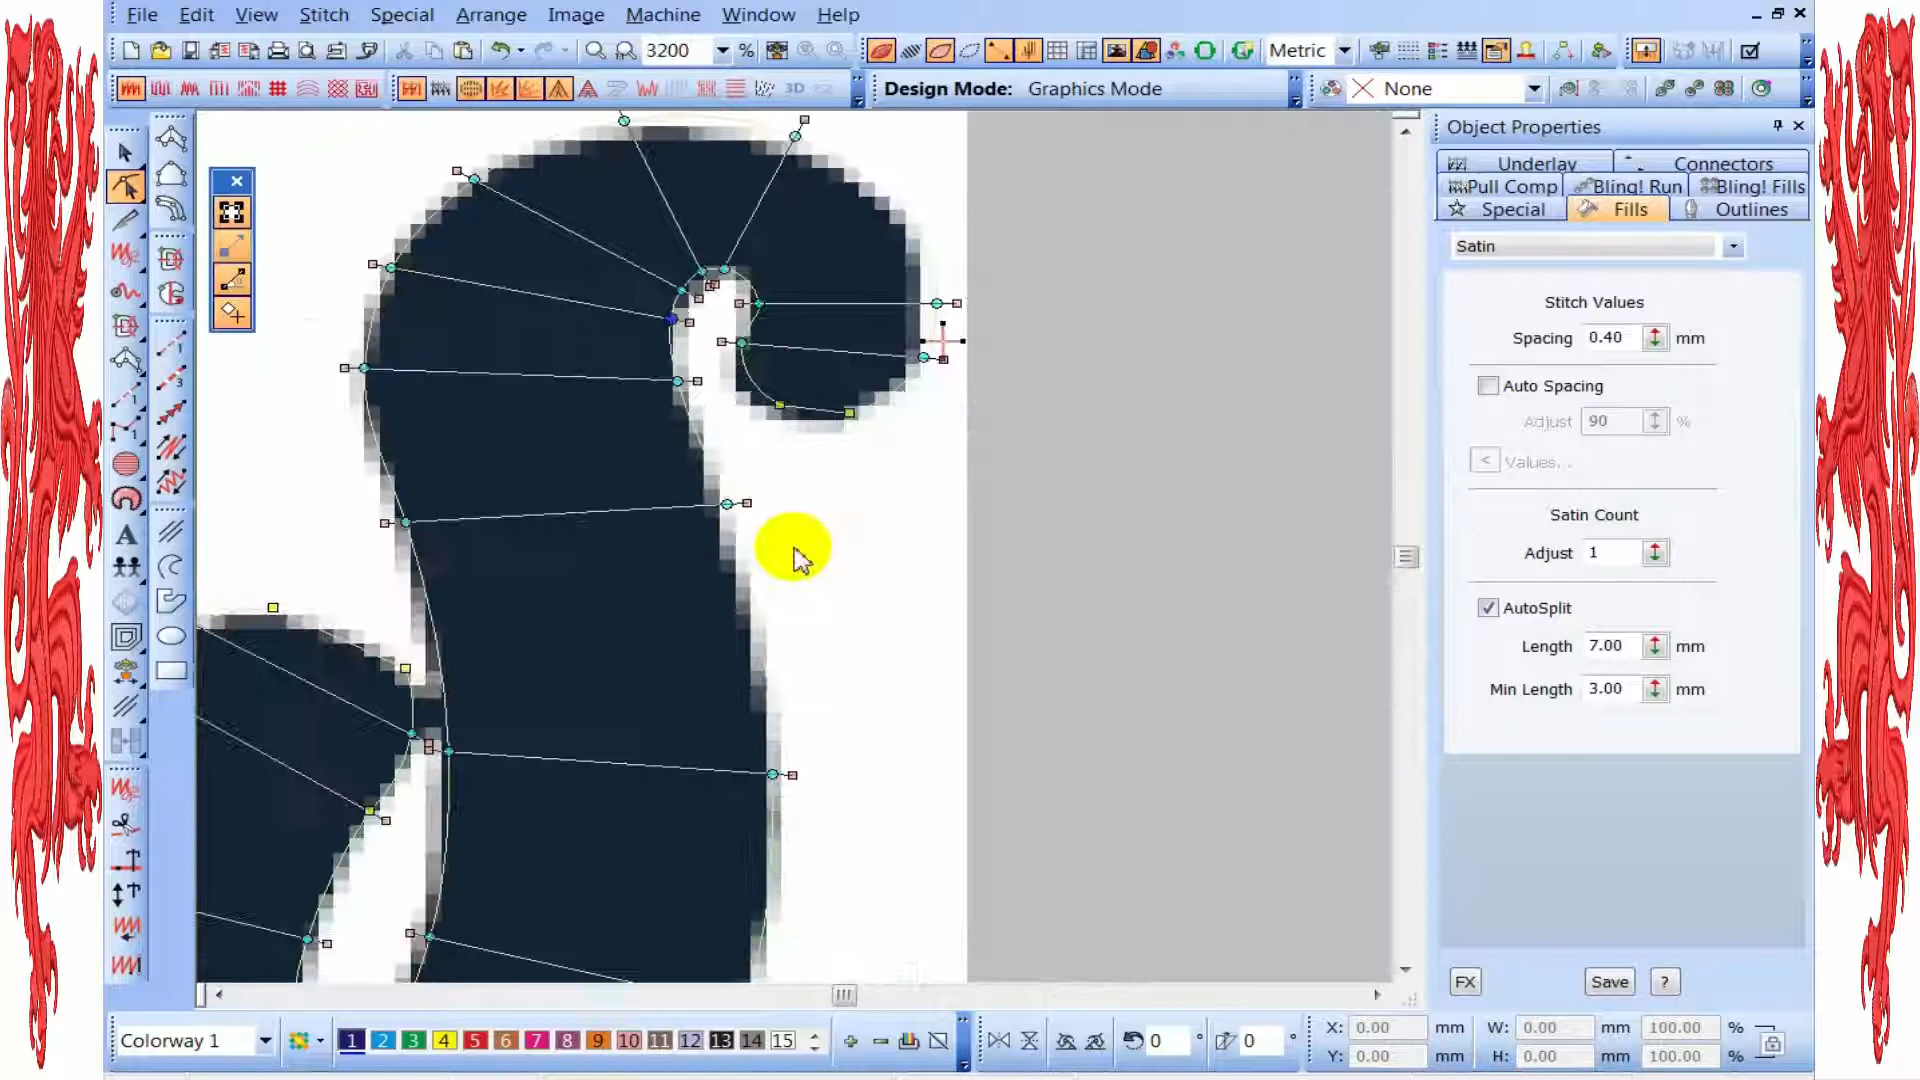 File Edit View Stitch Special Arrange Image Machine Window Help
3200 % Metric
3D Design Mode: Graphics Mode None
Object Properties
Underlay Connectors
Pull Comp Bling! Run Bling! Fills
Special Fills Outlines
Satin
Stitch Values
Spacing 0.40 mm
Auto Spacing
Adjust 90 %
< Values...
Satin Count
Adjust 1
AutoSplit
Length 7.00 mm
Min Length 3.00 mm
FX Save ?
Colorway 1 1 2 3 4 5 6 7 8 9 10 11 12 13 14 15 0 ° 0 °
X: 0.00 mm W: 0.00 mm 100.00 %
Y: 0.00 mm H: 0.00 mm 100.00 %